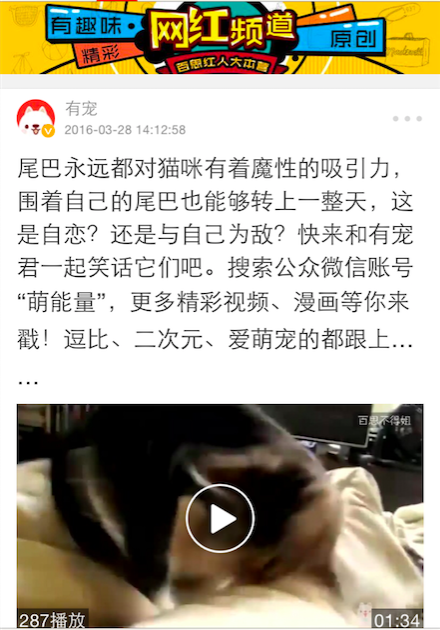 有趣味·
精彩
网红频道
百思红人大本营
原创
有宠
2016-03-28 14:12:58
尾巴永远都对猫咪有着魔性的吸引力，
围着自己的尾巴也能够转上一整天，这
是自恋？还是与自己为敌？快来和有宠
君一起笑话它们吧。搜索公众微信账号
“萌能量”，更多精彩视频、漫画等你来
戳！逗比、二次元、爱萌宠的都跟上...
...
百思不得姐
287播放
01:34